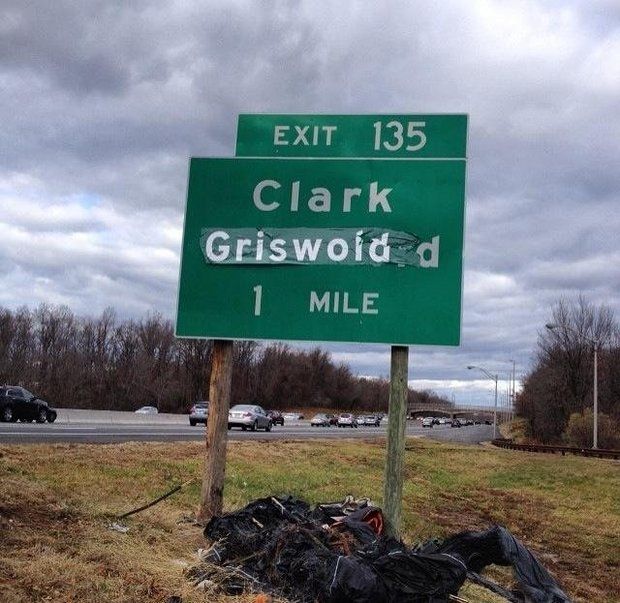 EXIT 135
Clark
Griswold d
1 MILE